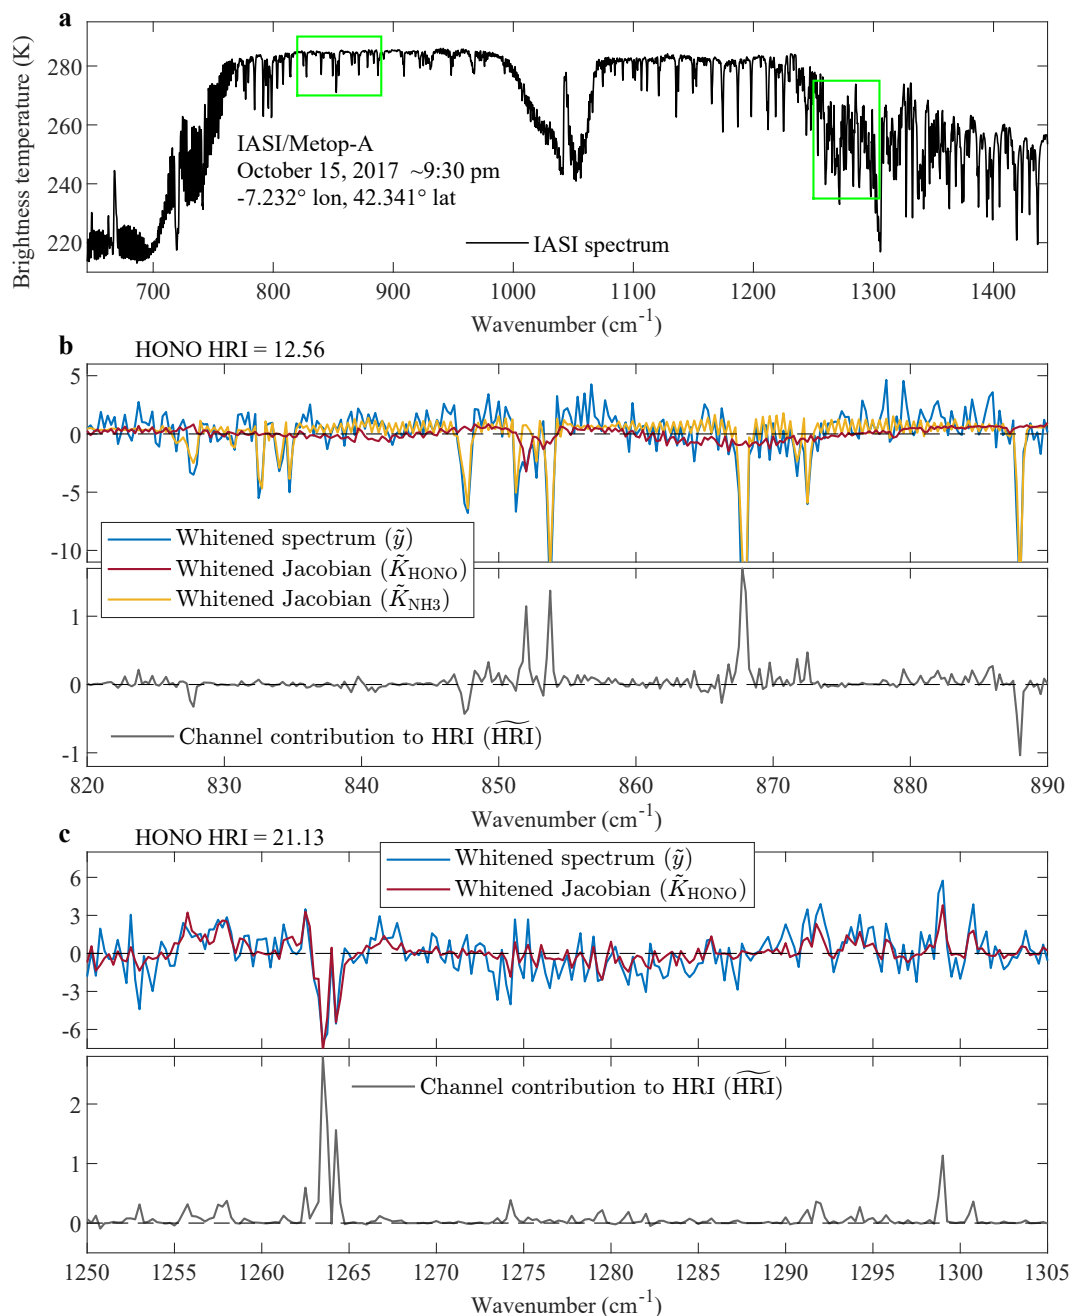 a
Brightness temperature (K)
280
260
240
220
IASI/Metop-A
October 15, 2017 ~9:30 pm
-7.232° lon, 42.341° lat
IASI spectrum
700 800 900 1000 1100 1200 1300 1400
Wavenumber (cm⁻¹)
b
HONO HRI = 12.56
5
0
-5
-10
Whitened spectrum (ỹ)
Whitened Jacobian (K̃_HONO)
Whitened Jacobian (K̃_NH3)
1
0
-1
Channel contribution to HRI (H͂R͂I͂)
820 830 840 850 860 870 880 890
Wavenumber (cm⁻¹)
c
HONO HRI = 21.13
6
3
0
-3
-6
Whitened spectrum (ỹ)
Whitened Jacobian (K̃_HONO)
2
1
0
Channel contribution to HRI (H͂R͂I͂)
1250 1255 1260 1265 1270 1275 1280 1285 1290 1295 1300 1305
Wavenumber (cm⁻¹)